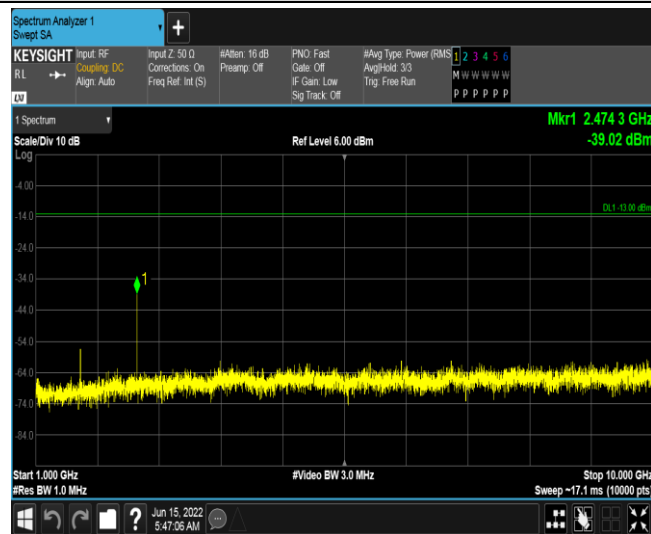 Spectrum Analyzer 1
Swept SA
+
KEYSIGHT
RL
Input: RF
Coupling: DC
Align: Auto
Input Z: 50 Ω
Corrections: On
Freq Ref: Int (S)
#Atten: 16 dB
Preamp: Off
PNO: Fast
Gate: Off
IF Gain: Low
Sig Track: Off
#Avg Type: Power (RMS
Avg|Hold: 3/3
Trig: Free Run
1 2 3 4 5 6
M W W W W W
P P P P P P
LXI
1 Spectrum
Mkr1 2.474 3 GHz
Scale/Div 10 dB
Ref Level 6.00 dBm
-39.02 dBm
Log
-4.00
DL1 -13.00 dBm
-14.0
-24.0
-34.0
1
-44.0
-54.0
-64.0
-74.0
-84.0
Start 1.000 GHz
#Video BW 3.0 MHz
Stop 10.000 GHz
#Res BW 1.0 MHz
Sweep ~17.1 ms (10000 pts)
?
Jun 15, 2022
5:47:06 AM